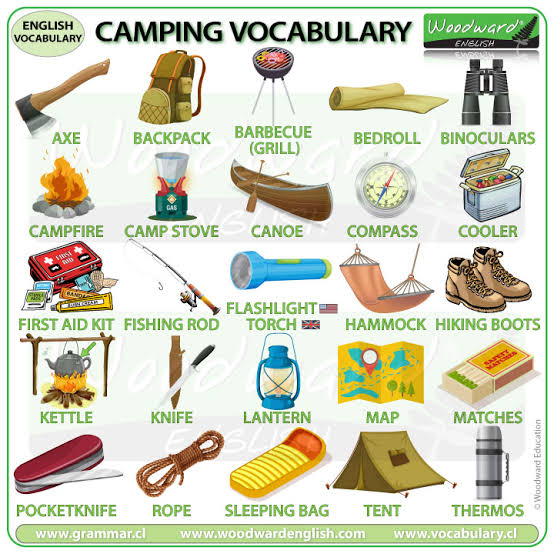 ENGLISH
VOCABULARY
CAMPING VOCABULARY
Woodward®
ENGLISH
AXE
BACKPACK
BARBECUE
(GRILL)
BEDROLL
BINOCULARS
CAMPFIRE
GAS
CAMP STOVE
CANOE
COMPASS
COOLER
FIRST AID
FIRST AID KIT
FISHING ROD
FLASHLIGHT
TORCH
HAMMOCK
HIKING BOOTS
KETTLE
KNIFE
LANTERN
MAP
SAFETY
MATCHES
MATCHES
POCKETKNIFE
ROPE
SLEEPING BAG
TENT
THERMOS
© Woodward Education
www.grammar.cl
www.woodwardenglish.com
www.vocabulary.cl